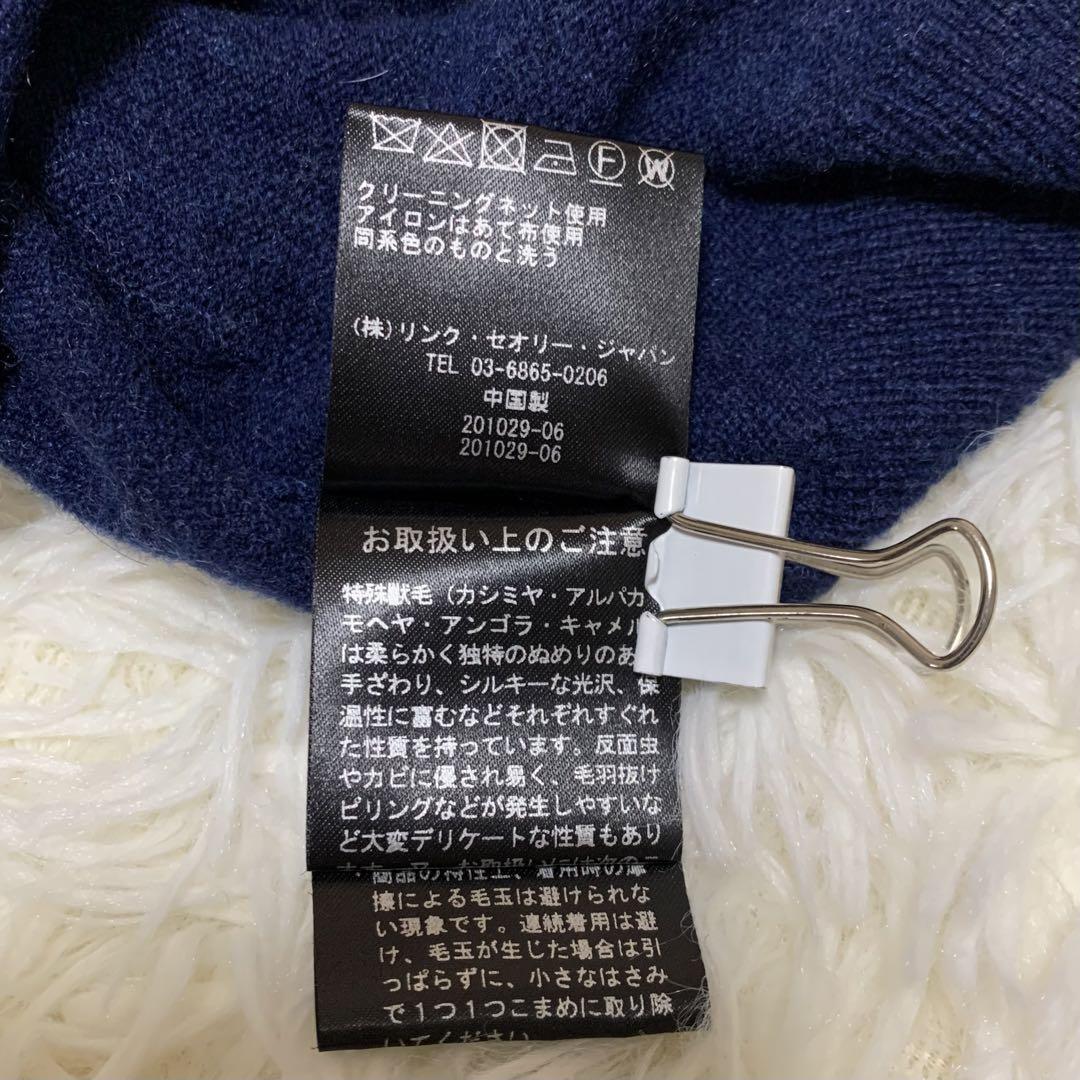 F W
クリーニングネット使用
アイロンはあて布使用
同系色のものと洗う
(株)リンク・セオリー・ジャパン
TEL 03-6865-0206
中国製
201029-06
201029-06
お取扱い上のご注意
特殊獣毛(カシミヤ・アルパカ
モヘヤ・アンゴラ・キャメル
は柔らかく独特のぬめりのあ
手ざわり、シルキーな光沢、保
温性に富むなどそれぞれすぐれ
た性質を持っています。反面虫
やカビに優され易く、毛羽抜け
ピリングなどが発生しやすいな
ど大変デリケートな性質もあり
擦による毛玉は避けられな
い現象です。連続着用は避
け、毛玉が生じた場合は引
っぱらずに、小さなはさみ
で1つ1つこまめに取り除
いてください。